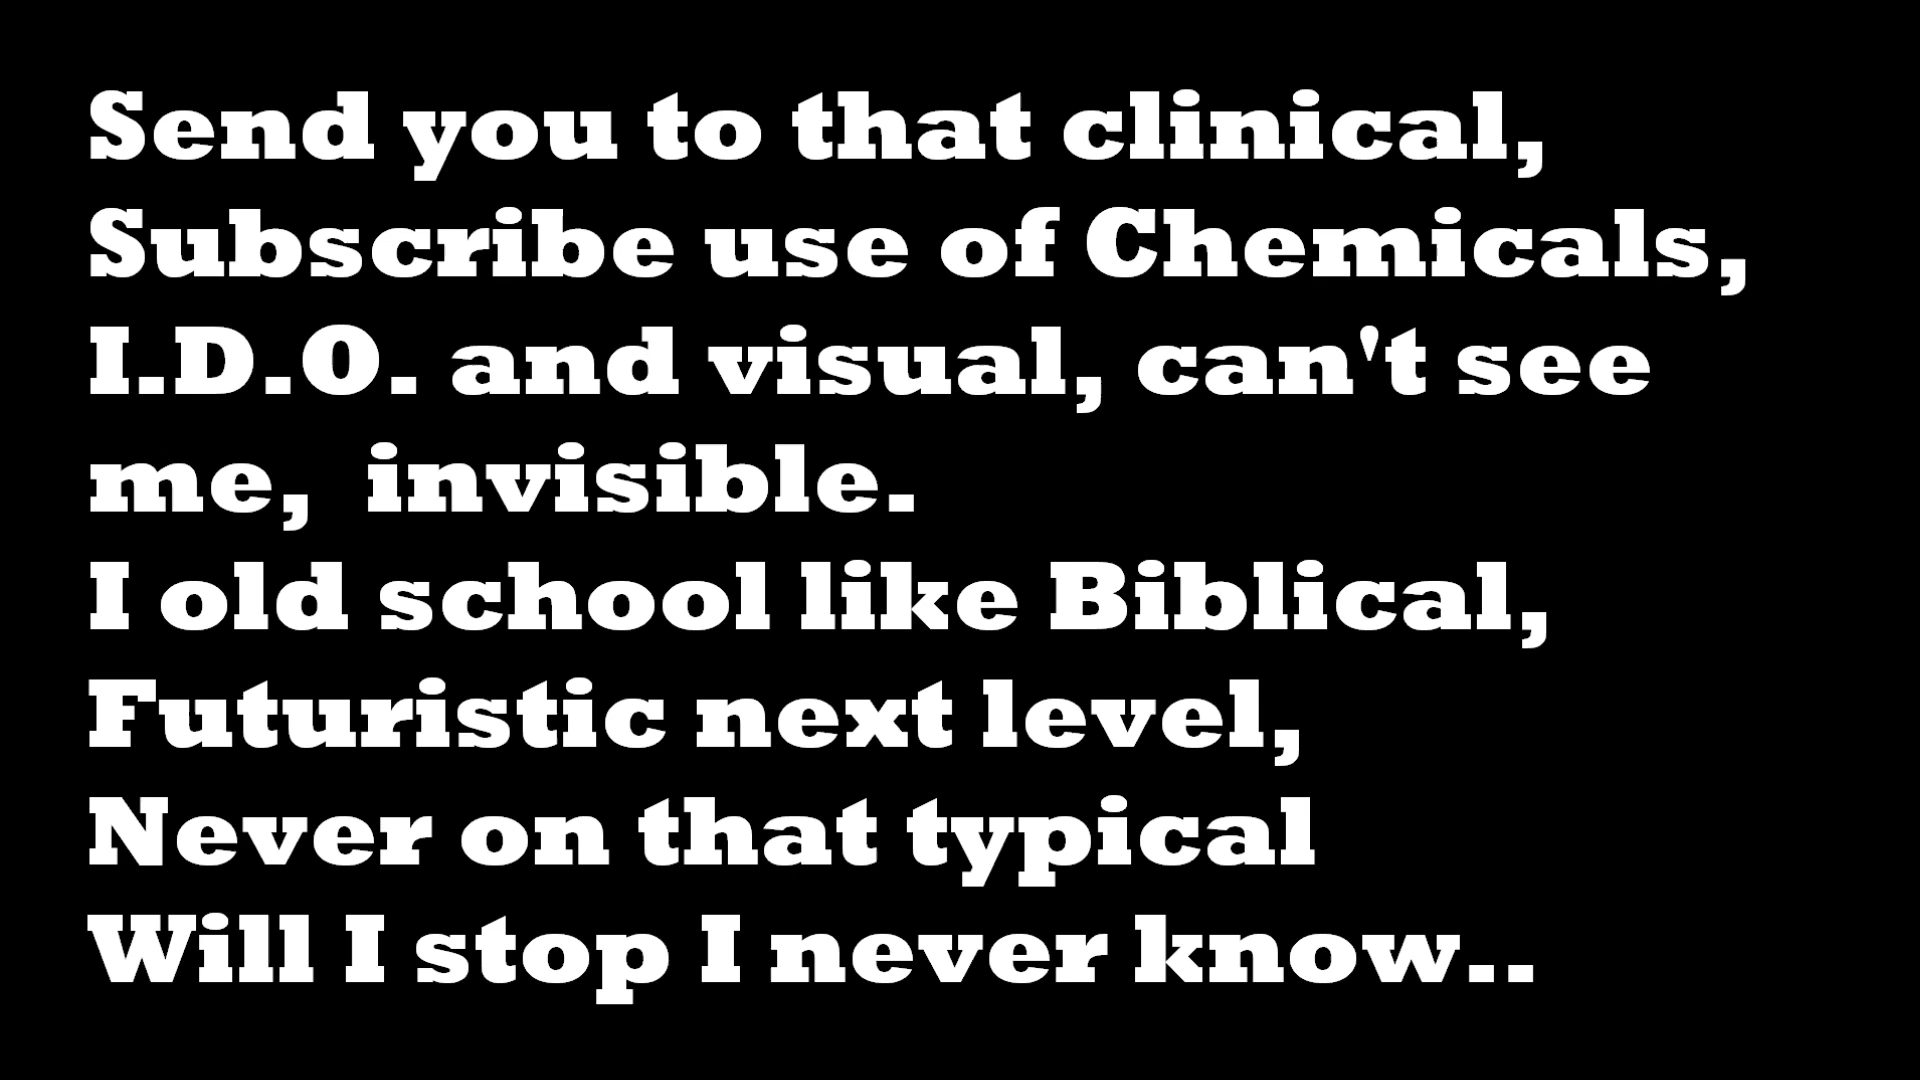 Send you to that clinical,
Subscribe use of Chemicals,
I.D.O. and visual, can't see
me,  invisible.
I old school like Biblical,
Futuristic next level,
Never on that typical
Will I stop I never know..